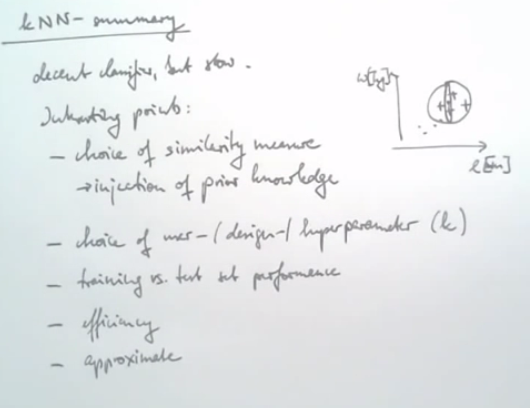 kNN-summary
decent classifier, but slow.
Interesting points:
- choice of similarity measure
→ injection of prior knowledge
- choice of user-/design-/hyperparameter (k)
- training vs. test set performance
- efficiency
- approximate
w[kg]
l[cm]